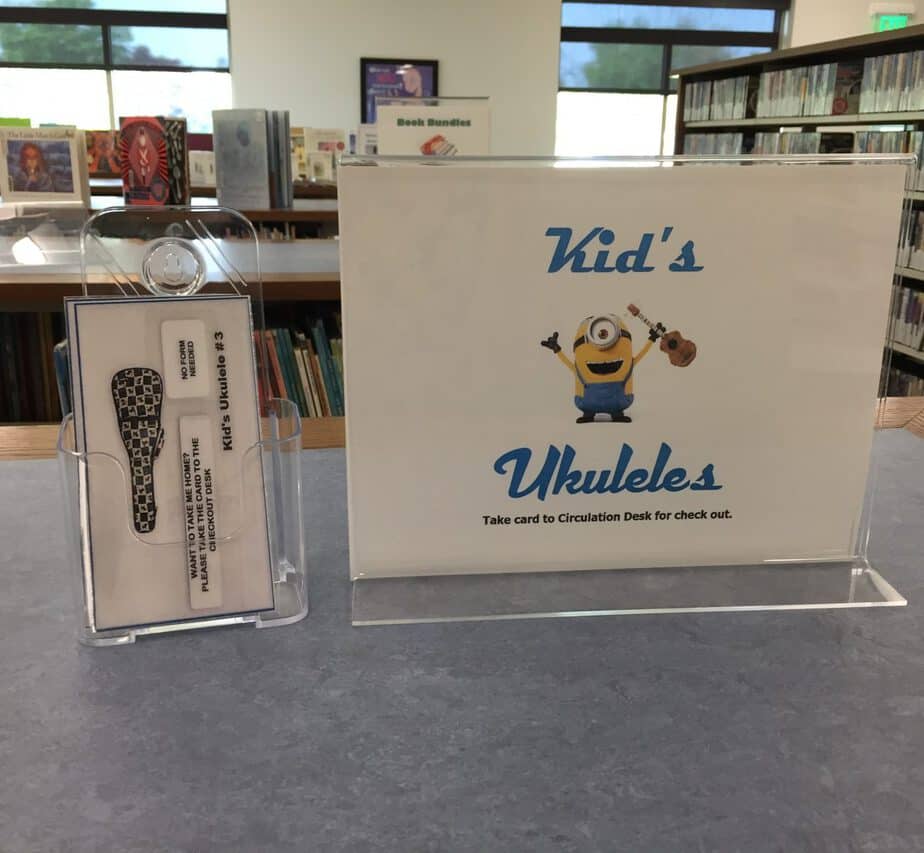 Book Bundles
Kid's
Ukuleles
Take card to Circulation Desk for check out.
Kid's Ukulele #3
NO FORM
NEEDED
WANT TO TAKE ME HOME?
PLEASE TAKE THE CARD TO THE
CHECKOUT DESK